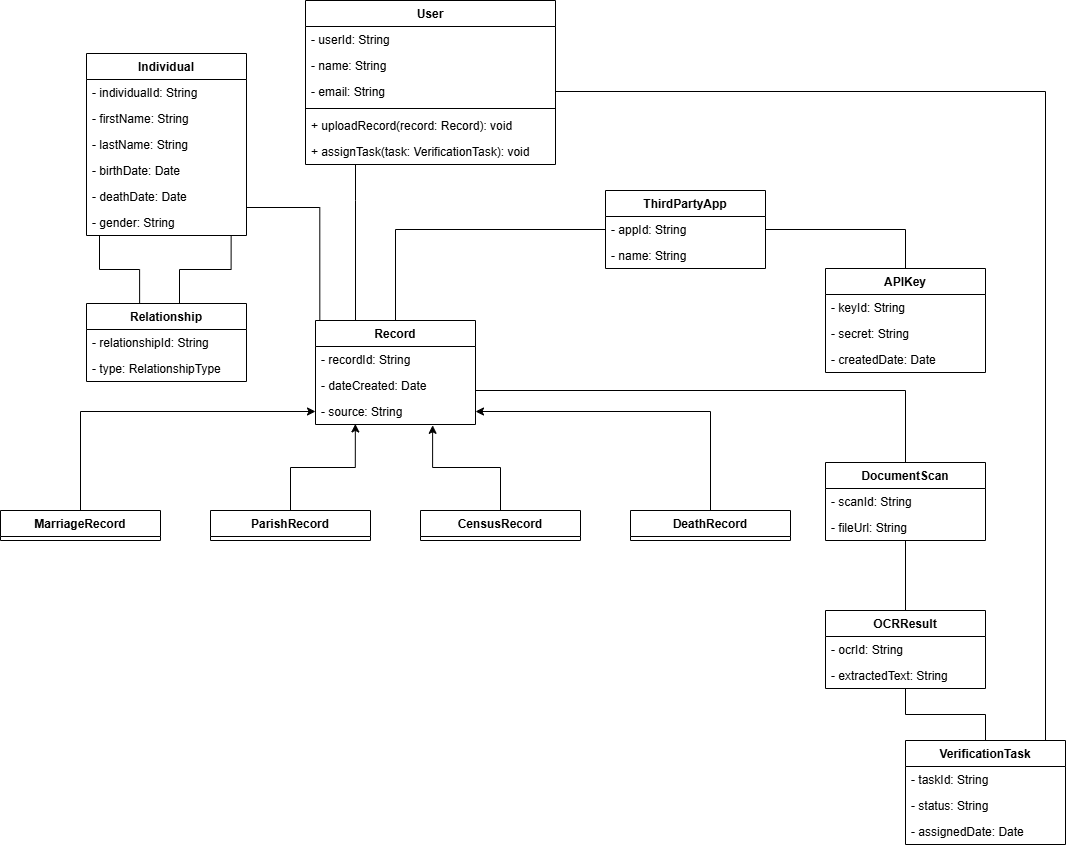 User
- userId: String
- name: String
- email: String
+ uploadRecord(record: Record): void
+ assignTask(task: VerificationTask): void
Individual
- individualId: String
- firstName: String
- lastName: String
- birthDate: Date
- deathDate: Date
- gender: String
ThirdPartyApp
- appId: String
- name: String
APIKey
- keyId: String
- secret: String
- createdDate: Date
Relationship
- relationshipId: String
- type: RelationshipType
Record
- recordId: String
- dateCreated: Date
- source: String
MarriageRecord
ParishRecord
CensusRecord
DeathRecord
DocumentScan
- scanId: String
- fileUrl: String
OCRResult
- ocrId: String
- extractedText: String
VerificationTask
- taskId: String
- status: String
- assignedDate: Date